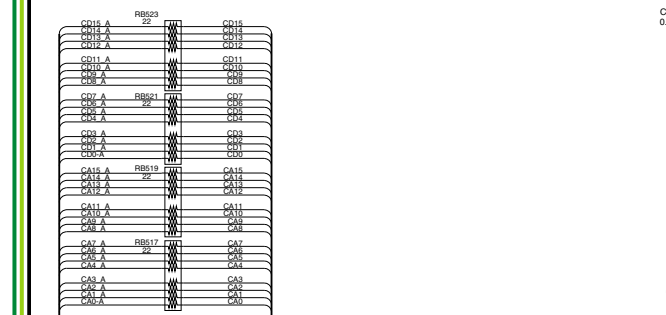 RB523
CD15_A 22 CD15
CD14_A CD14
CD13_A CD13
CD12_A CD12
CD11_A CD11
CD10_A CD10
CD9_A CD9
CD8_A CD8
CD7_A RB521 CD7
CD6_A 22 CD6
CD5_A CD5
CD4_A CD4
CD3_A CD3
CD2_A CD2
CD1_A CD1
CD0-A CD0
RB519
CA15_A 22 CA15
CA14_A CA14
CA13_A CA13
CA12_A CA12
CA11_A CA11
CA10_A CA10
CA9_A CA9
CA8_A CA8
CA7_A RB517 CA7
CA6_A 22 CA6
CA5_A CA5
CA4_A CA4
CA3_A CA3
CA2_A CA2
CA1_A CA1
CA0-A CA0
C
0.